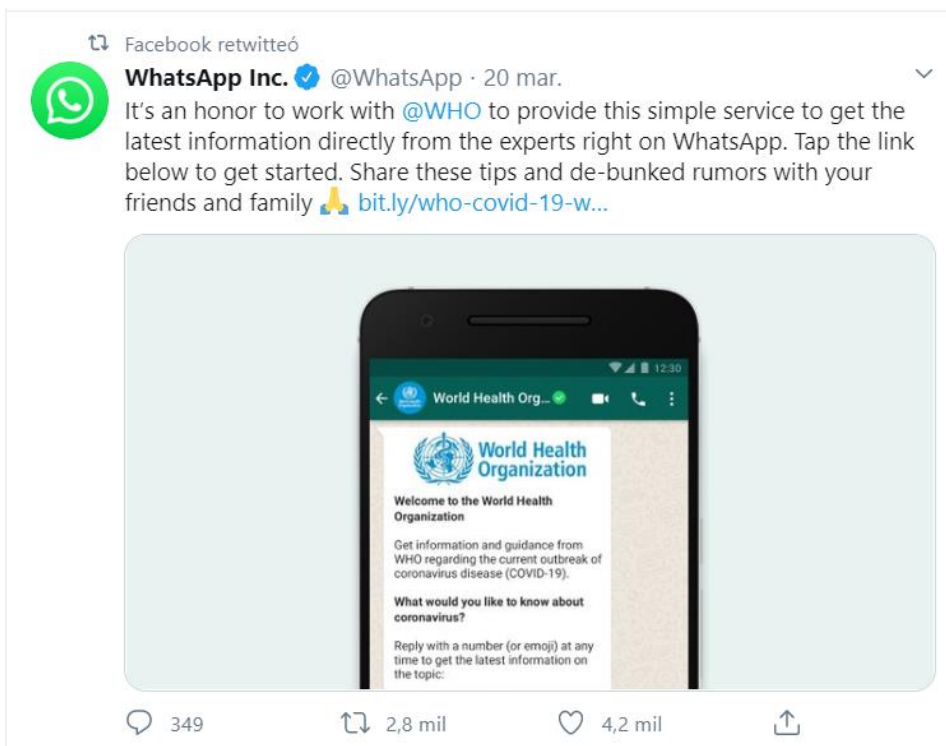 Facebook retwitteó
WhatsApp Inc. @WhatsApp · 20 mar.
It's an honor to work with @WHO to provide this simple service to get the
latest information directly from the experts right on WhatsApp. Tap the link
below to get started. Share these tips and de-bunked rumors with your
friends and family 🙏 bit.ly/who-covid-19-w...
12:30
World Health Org...
World Health
Organization
Welcome to the World Health
Organization
Get information and guidance from
WHO regarding the current outbreak of
coronavirus disease (COVID-19).
What would you like to know about
coronavirus?
Reply with a number (or emoji) at any
time to get the latest information on
the topic:
349 2,8 mil 4,2 mil